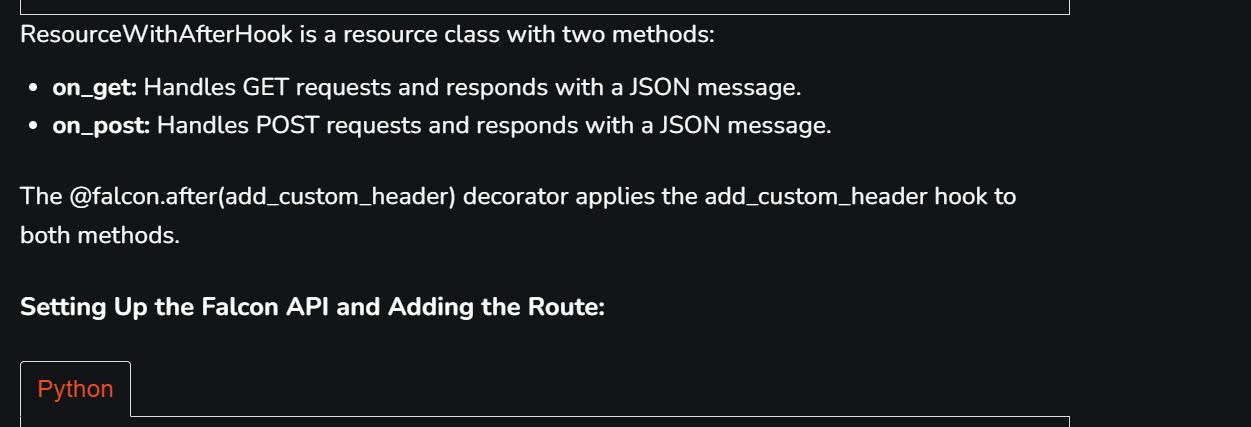 ResourceWithAfterHook is a resource class with two methods:
• on_get: Handles GET requests and responds with a JSON message.
• on_post: Handles POST requests and responds with a JSON message.
The @falcon.after(add_custom_header) decorator applies the add_custom_header hook to
both methods.
Setting Up the Falcon API and Adding the Route:
Python